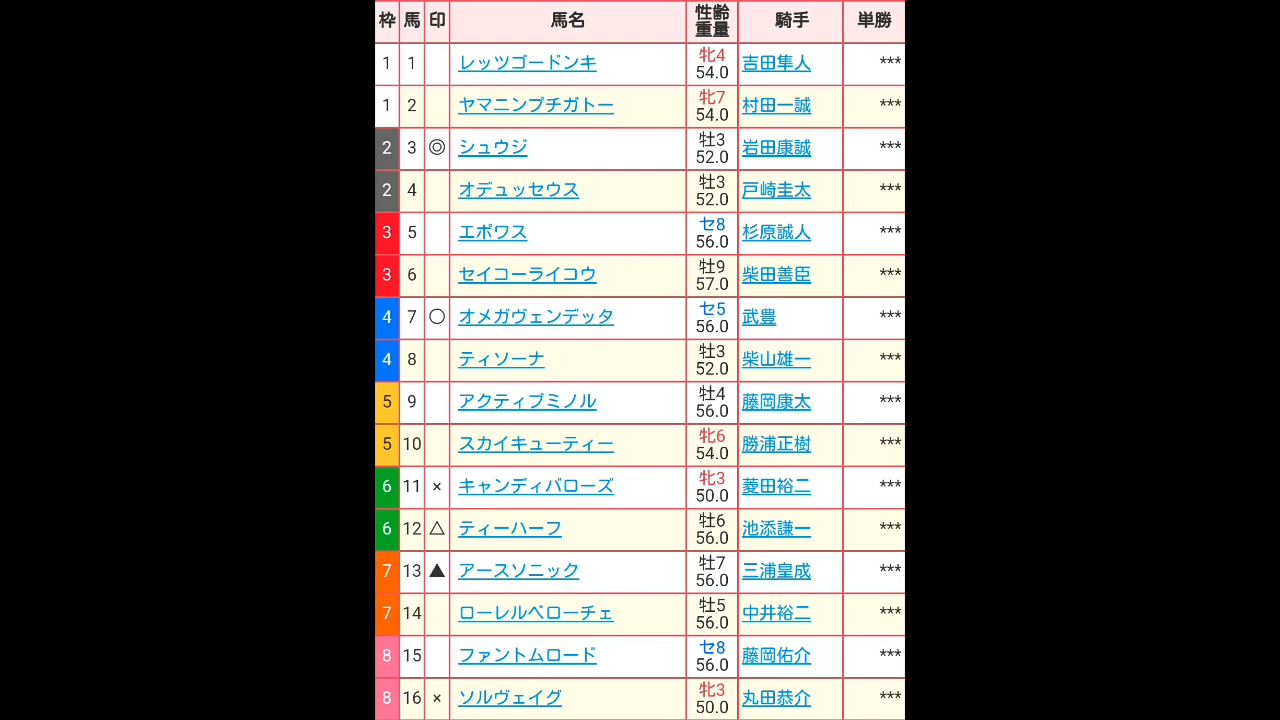 枠 馬 印 馬名 性齢重量 騎手 単勝
1 1 レッツゴードンキ 牝4 54.0 吉田隼人 ***
1 2 ヤマニンプチガトー 牝7 54.0 村田一誠 ***
2 3 ◎ シュウジ 牡3 52.0 岩田康誠 ***
2 4 オデュッセウス 牡3 52.0 戸崎圭太 ***
3 5 エポワス セ8 56.0 杉原誠人 ***
3 6 セイコーライコウ 牡9 57.0 柴田善臣 ***
4 7 ○ オメガヴェンデッタ セ5 56.0 武豊 ***
4 8 ティソーナ 牡3 52.0 柴山雄一 ***
5 9 アクティブミノル 牡4 56.0 藤岡康太 ***
5 10 スカイキューティー 牝6 54.0 勝浦正樹 ***
6 11 × キャンディバローズ 牝3 50.0 菱田裕二 ***
6 12 △ ティーハーフ 牡6 56.0 池添謙一 ***
7 13 ▲ アースソニック 牡7 56.0 三浦皇成 ***
7 14 ローレルベローチェ 牡5 56.0 中井裕二 ***
8 15 ファントムロード セ8 56.0 藤岡佑介 ***
8 16 × ソルヴェイグ 牝3 50.0 丸田恭介 ***